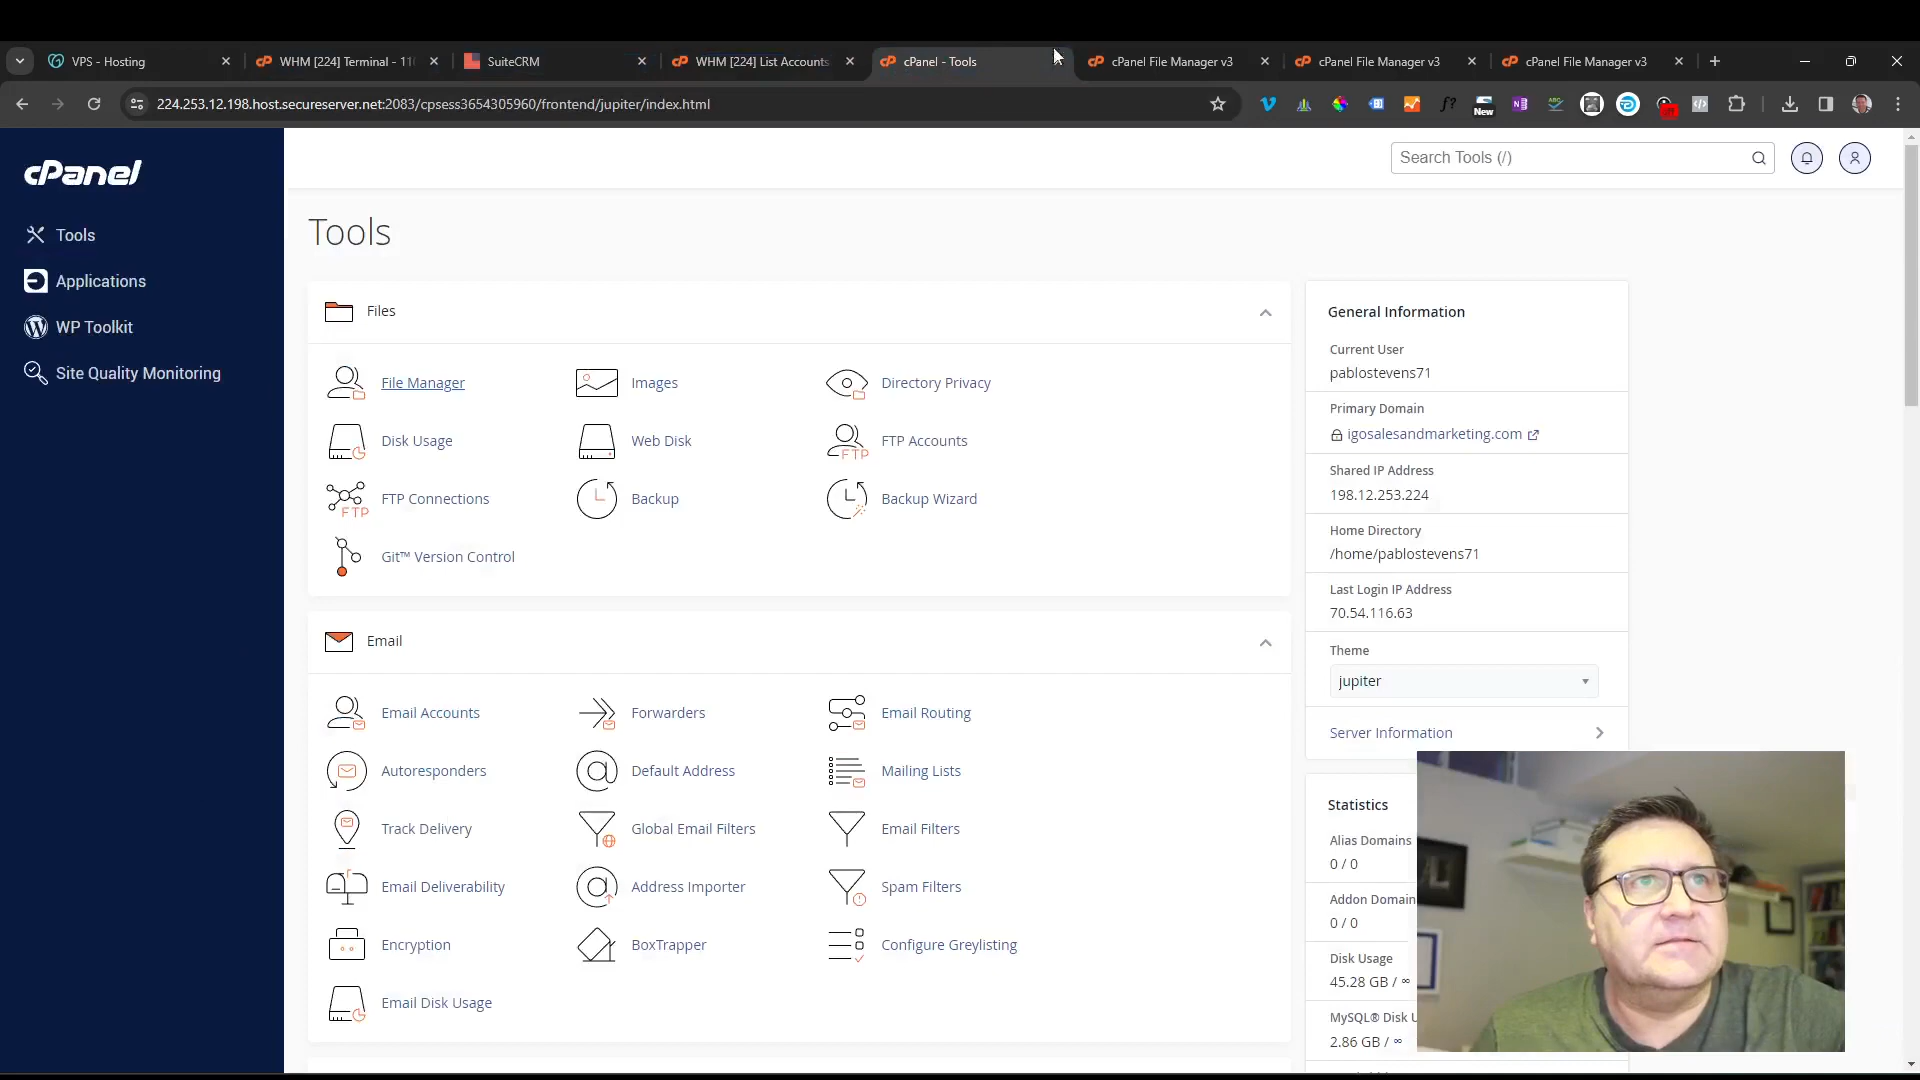 VPS - Hosting
WHM [224] Terminal - 11
SuiteCRM
WHM [224] List Accounts
cPanel - Tools
cPanel File Manager v3
cPanel File Manager v3
cPanel File Manager v3
224.253.12.198.host.secureserver.net:2083/cpsess3654305960/frontend/jupiter/index.html
New
cPanel
Search Tools (/)
Tools
Applications
WP Toolkit
Site Quality Monitoring
Tools
Files
File Manager
Images
Directory Privacy
Disk Usage
Web Disk
FTP Accounts
FTP Connections
Backup
Backup Wizard
Git™ Version Control
Email
Email Accounts
Forwarders
Email Routing
Autoresponders
Default Address
Mailing Lists
Track Delivery
Global Email Filters
Email Filters
Email Deliverability
Address Importer
Spam Filters
Encryption
BoxTrapper
Configure Greylisting
Email Disk Usage
General Information
Current User
pablostevens71
Primary Domain
igosalesandmarketing.com
Shared IP Address
198.12.253.224
Home Directory
/home/pablostevens71
Last Login IP Address
70.54.116.63
Theme
jupiter
Server Information
Statistics
Alias Domains
0 / 0
Addon Domain
0 / 0
Disk Usage
45.28 GB / ∞
MySQL® Disk U
2.86 GB / ∞